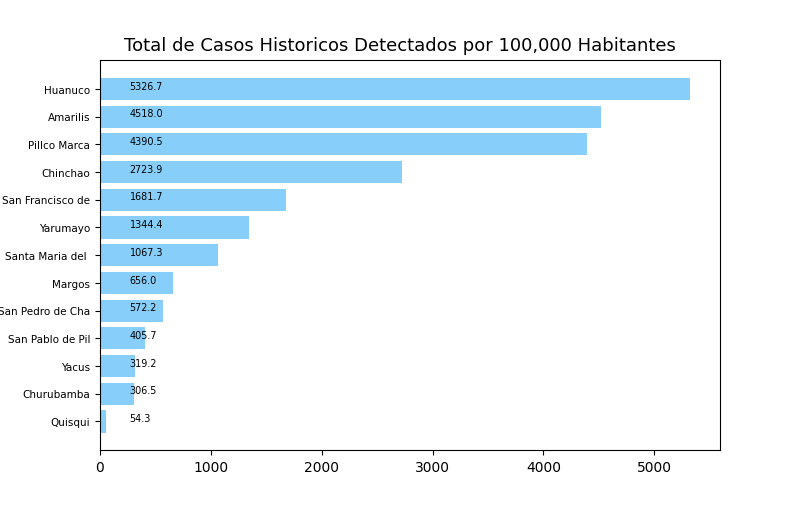 Total de Casos Historicos Detectados por 100,000 Habitantes
Huanuco 5326.7
Amarilis 4518.0
Pillco Marca 4390.5
Chinchao 2723.9
San Francisco de 1681.7
Yarumayo 1344.4
Santa Maria del 1067.3
Margos 656.0
San Pedro de Cha 572.2
San Pablo de Pil 405.7
Yacus 319.2
Churubamba 306.5
Quisqui 54.3
0 1000 2000 3000 4000 5000